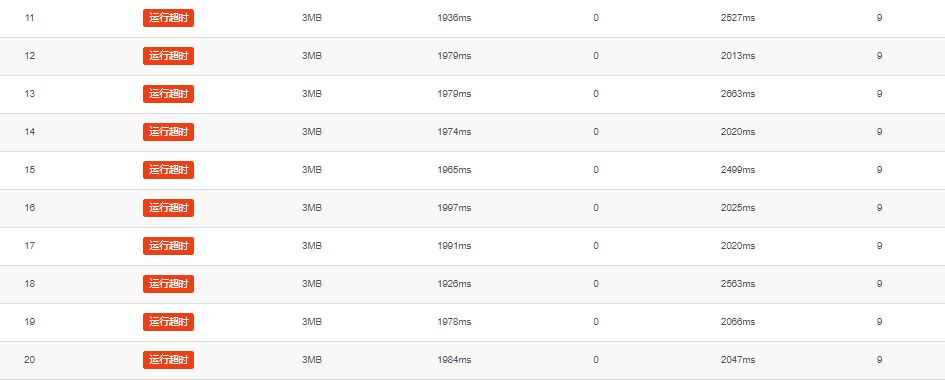 11 运行超时 3MB 1936ms 0 2527ms 9
12 运行超时 3MB 1979ms 0 2013ms 9
13 运行超时 3MB 1979ms 0 2663ms 9
14 运行超时 3MB 1974ms 0 2020ms 9
15 运行超时 3MB 1965ms 0 2499ms 9
16 运行超时 3MB 1997ms 0 2025ms 9
17 运行超时 3MB 1991ms 0 2020ms 9
18 运行超时 3MB 1926ms 0 2563ms 9
19 运行超时 3MB 1978ms 0 2066ms 9
20 运行超时 3MB 1984ms 0 2047ms 9